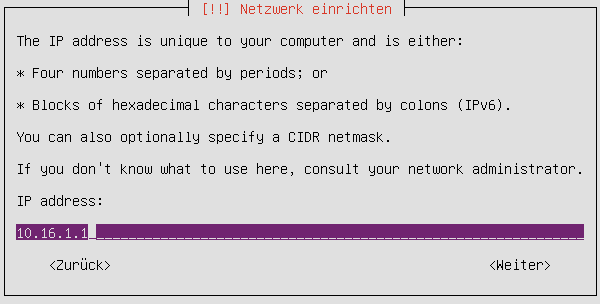 [!!] Netzwerk einrichten
The IP address is unique to your computer and is either:
* Four numbers separated by periods; or
* Blocks of hexadecimal characters separated by colons (IPv6).
You can also optionally specify a CIDR netmask.
If you don't know what to use here, consult your network administrator.
IP address:
10.16.1.1
<Zurück> <Weiter>